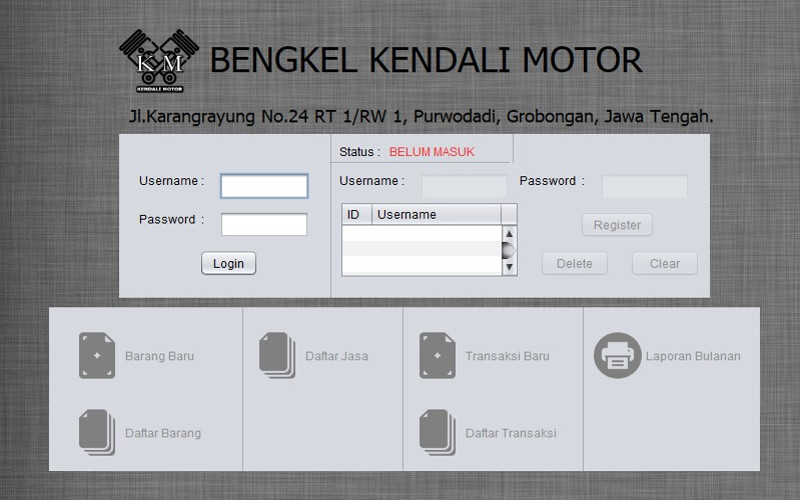 K M
KENDALI MOTOR
BENGKEL KENDALI MOTOR
Jl.Karangrayung No.24 RT 1/RW 1, Purwodadi, Grobongan, Jawa Tengah.
Status : BELUM MASUK
Username :
Password :
Login
Username :
Password :
ID Username
Register
Delete
Clear
Barang Baru
Daftar Jasa
Transaksi Baru
Laporan Bulanan
Daftar Barang
Daftar Transaksi